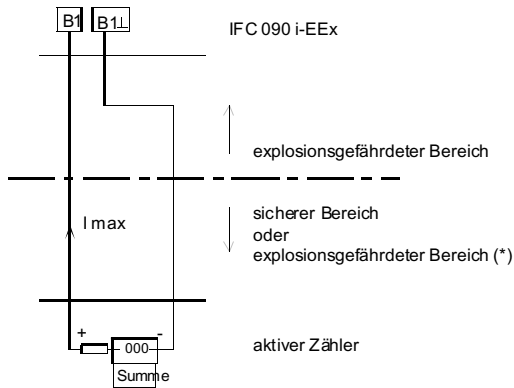 B1 B1⊥ IFC 090 i-EEx
explosionsgefährdeter Bereich
sicherer Bereich
oder
explosionsgefährdeter Bereich (*)
I max
+ -
000
Summe
aktiver Zähler